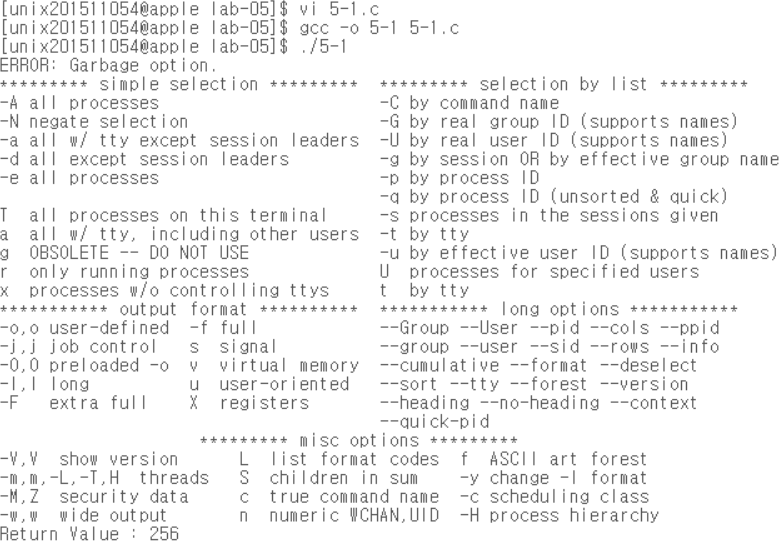 [unix201511054@apple lab-05]$ vi 5-1.c
[unix201511054@apple lab-05]$ gcc -o 5-1 5-1.c
[unix201511054@apple lab-05]$ ./5-1
ERROR: Garbage option.
********* simple selection *********  ********* selection by list *********
-A all processes                      -C by command name
-N negate selection                   -G by real group ID (supports names)
-a all w/ tty except session leaders  -U by real user ID (supports names)
-d all except session leaders         -g by session OR by effective group name
-e all processes                      -p by process ID
                                      -q by process ID (unsorted & quick)
T  all processes on this terminal     -s processes in the sessions given
a  all w/ tty, including other users  -t by tty
g  OBSOLETE -- DO NOT USE             -u by effective user ID (supports names)
r  only running processes             U  processes for specified users
x  processes w/o controlling ttys     t  by tty
*********** output format **********  *********** long options ***********
-o,o user-defined  -f full            --Group --User --pid --cols --ppid
-j,j job control   s  signal          --group --user --sid --rows --info
-O,O preloaded -o  v  virtual memory  --cumulative --format --deselect
-l,l long          u  user-oriented   --sort --tty --forest --version
-F   extra full    X  registers       --heading --no-heading --context
                                      --quick-pid
                    ********* misc options *********
-V,V  show version      L  list format codes  f  ASCII art forest
-m,m,-L,-T,H  threads   S  children in sum    -y change -l format
-M,Z  security data     c  true command name  -c scheduling class
-w,w  wide output       n  numeric WCHAN,UID  -H process hierarchy
Return Value : 256